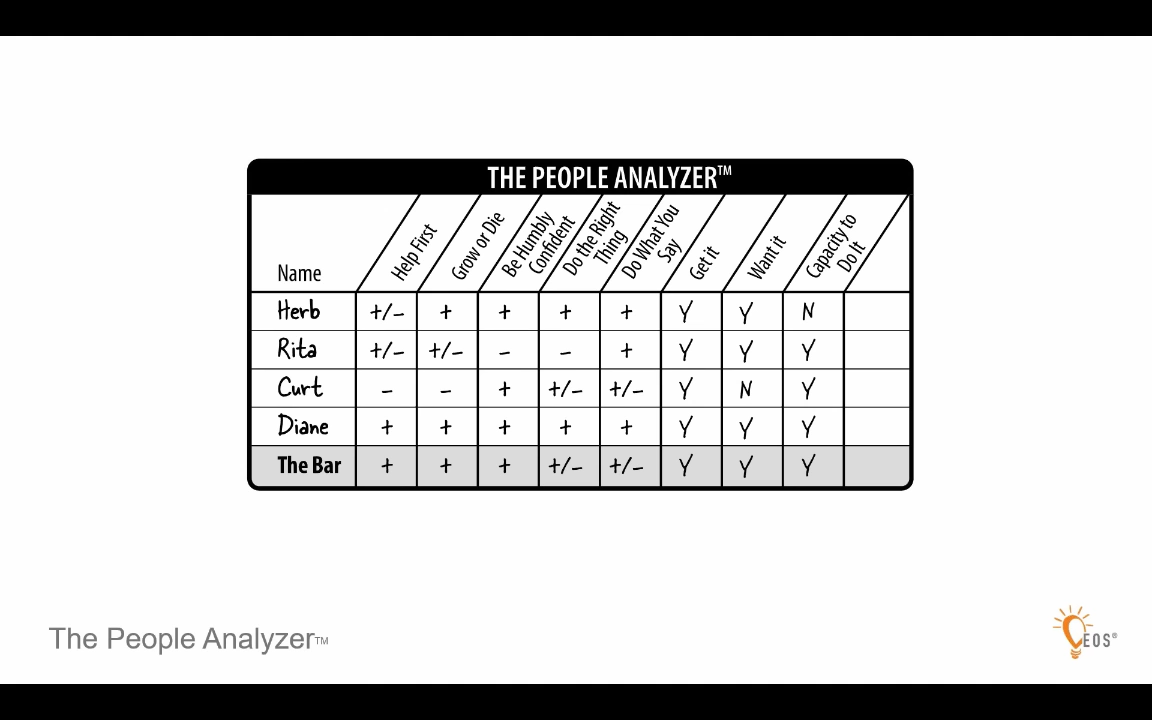 THE PEOPLE ANALYZER™
Name Help First Grow or Die Be Humbly Confident Do the Right Thing Do What You Say Get it Want it Capacity to Do It
Herb +/- + + + + Y Y N
Rita +/- +/- - - + Y Y Y
Curt - - + +/- +/- Y N Y
Diane + + + + + Y Y Y
The Bar + + + +/- +/- Y Y Y
The People Analyzer™
EOS®